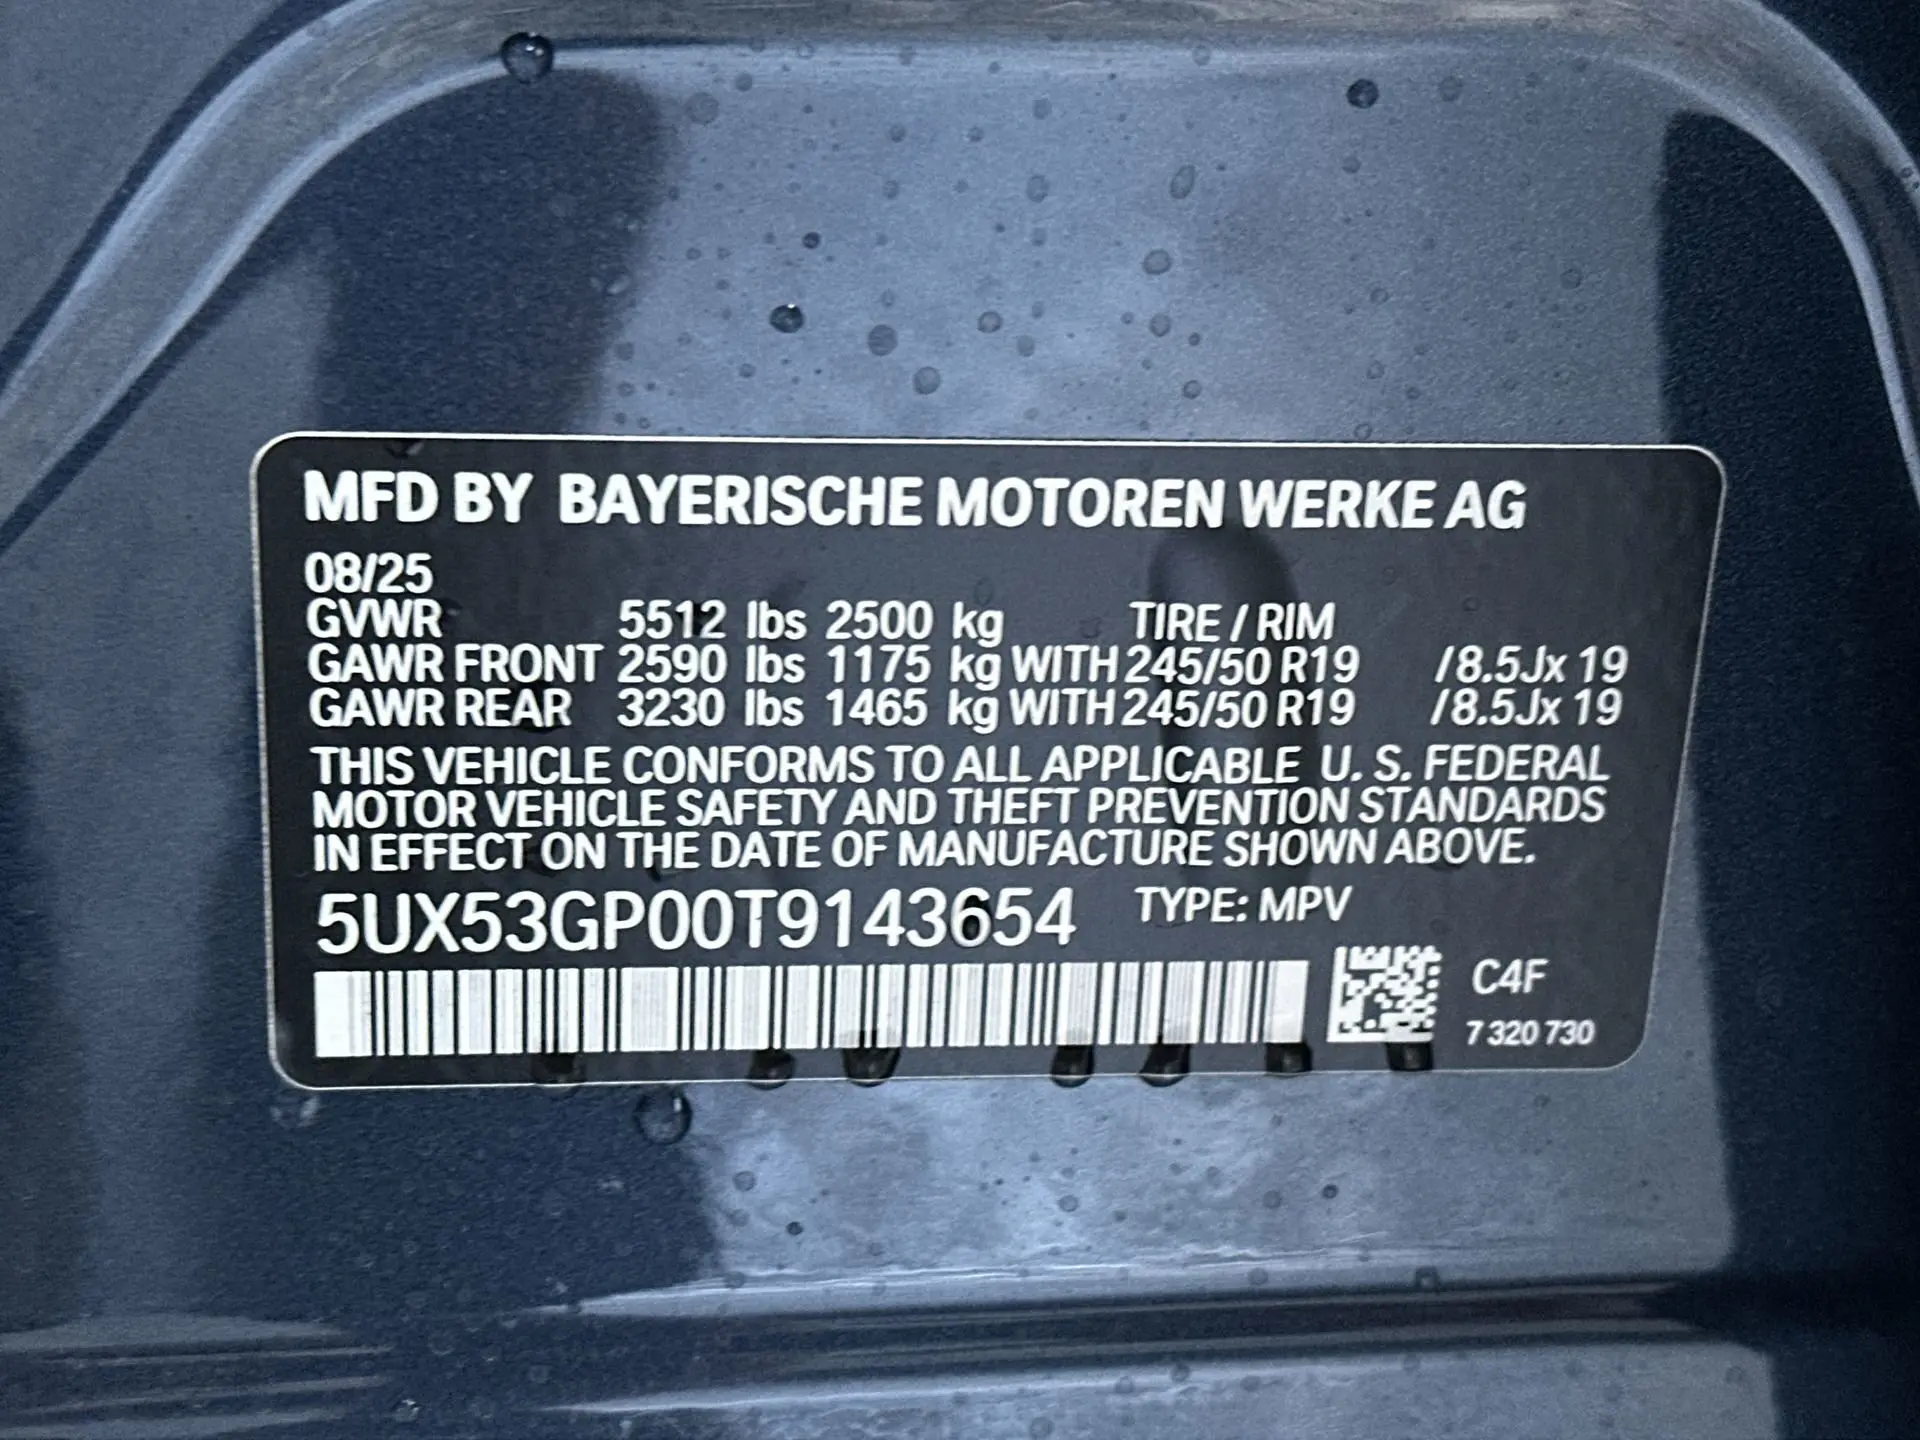 MFD BY BAYERISCHE MOTOREN WERKE AG
08/25
GVWR 5512 lbs 2500 kg TIRE / RIM
GAWR FRONT 2590 lbs 1175 kg WITH 245/50 R19 /8.5Jx 19
GAWR REAR 3230 lbs 1465 kg WITH 245/50 R19 /8.5Jx 19
THIS VEHICLE CONFORMS TO ALL APPLICABLE U. S. FEDERAL
MOTOR VEHICLE SAFETY AND THEFT PREVENTION STANDARDS
IN EFFECT ON THE DATE OF MANUFACTURE SHOWN ABOVE.
5UX53GP00T9143654 TYPE: MPV
C4F
7 320 730